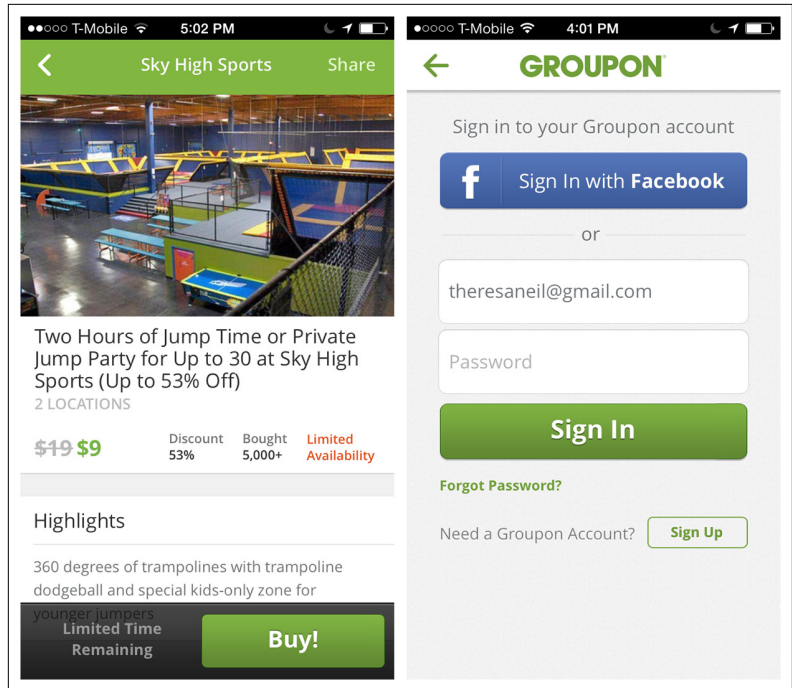 T-Mobile 5:02 PM
Sky High Sports Share
Two Hours of Jump Time or Private
Jump Party for Up to 30 at Sky High
Sports (Up to 53% Off)
2 LOCATIONS
$19 $9
Discount
53%
Bought
5,000+
Limited
Availability
Highlights
360 degrees of trampolines with trampoline
dodgeball and special kids-only zone for
younger jumpers
Limited Time
Remaining
Buy!
T-Mobile 4:01 PM
GROUPON
Sign in to your Groupon account
f Sign In with Facebook
or
theresaneil@gmail.com
Password
Sign In
Forgot Password?
Need a Groupon Account? Sign Up